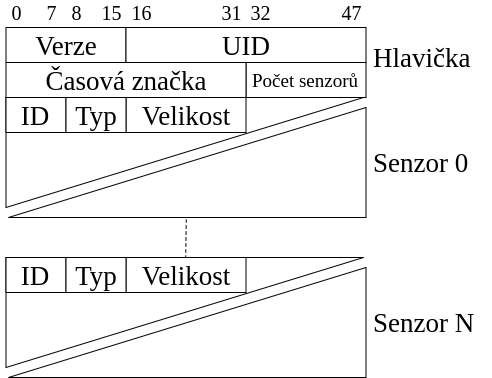 0 7 8 15 16 31 32 47
Verze UID
Hlavička
Časová značka Počet senzorů
ID Typ Velikost
Senzor 0
ID Typ Velikost
Senzor N